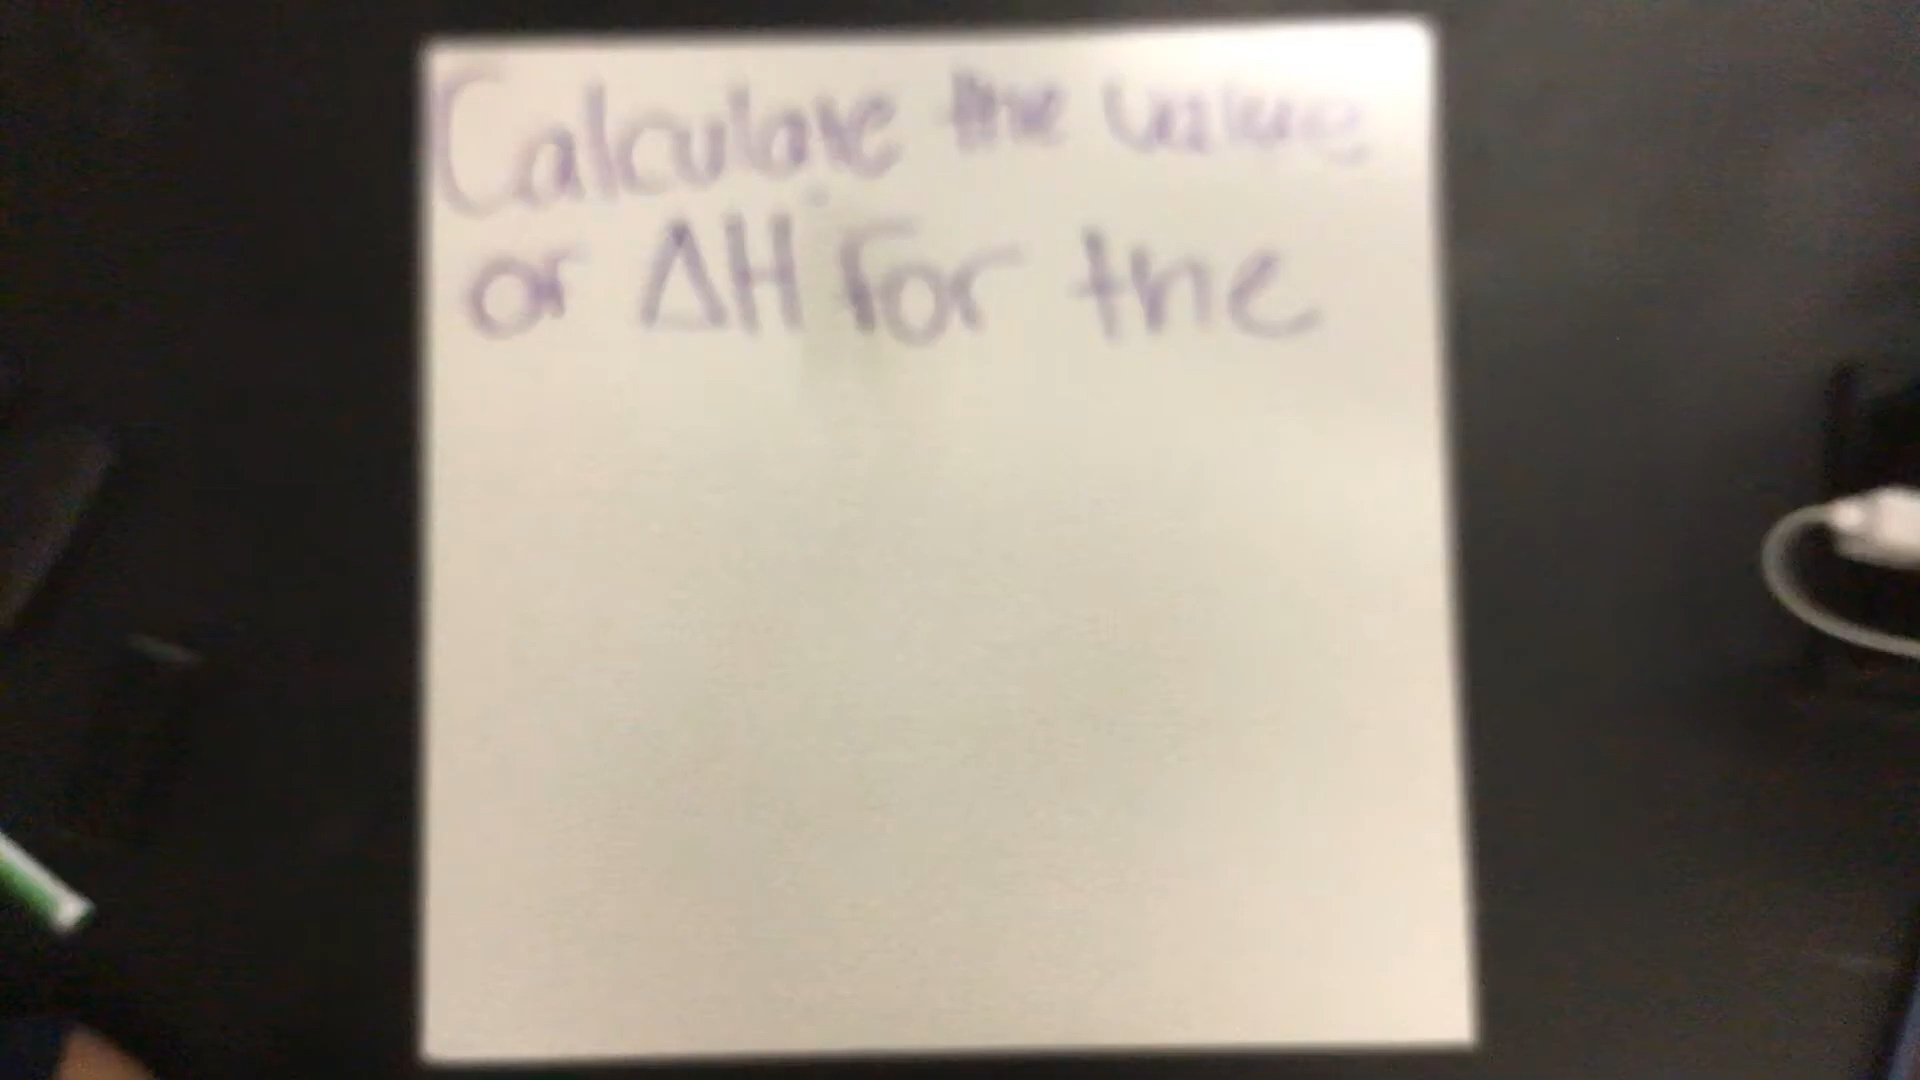 Calculate the value
of ΔH for the